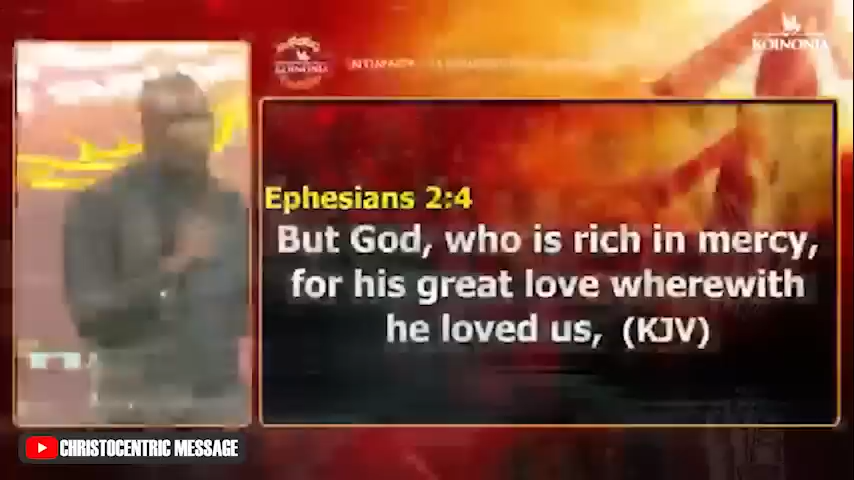 KOINONIA
KOINONIA
Ephesians 2:4
But God, who is rich in mercy,
for his great love wherewith
he loved us, (KJV)
CHRISTOCENTRIC MESSAGE